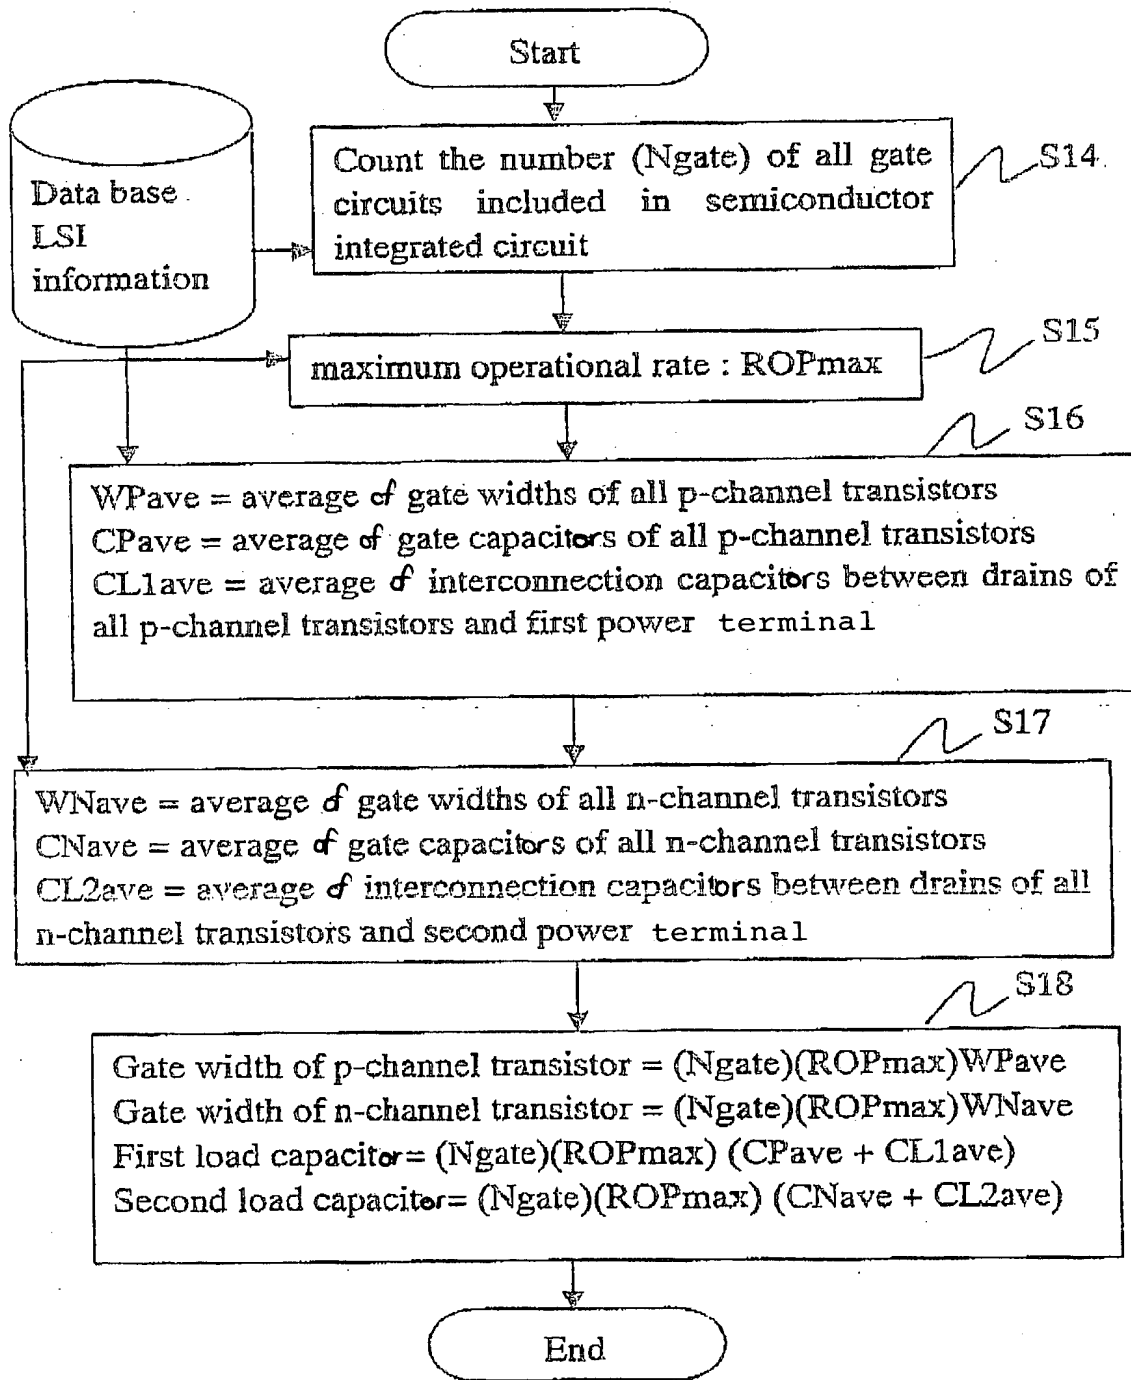 Start
Data base
LSI
information
Count the number (Ngate) of all gate
circuits included in semiconductor
integrated circuit
S14
maximum operational rate : ROPmax
S15
S16
WPave = average of gate widths of all p-channel transistors
CPave = average of gate capacitors of all p-channel transistors
CL1ave = average of interconnection capacitors between drains of
all p-channel transistors and first power terminal
S17
WNave = average of gate widths of all n-channel transistors
CNave = average of gate capacitors of all n-channel transistors
CL2ave = average of interconnection capacitors between drains of all
n-channel transistors and second power terminal
S18
Gate width of p-channel transistor = (Ngate)(ROPmax)WPave
Gate width of n-channel transistor = (Ngate)(ROPmax)WNave
First load capacitor= (Ngate)(ROPmax) (CPave + CL1ave)
Second load capacitor= (Ngate)(ROPmax) (CNave + CL2ave)
End